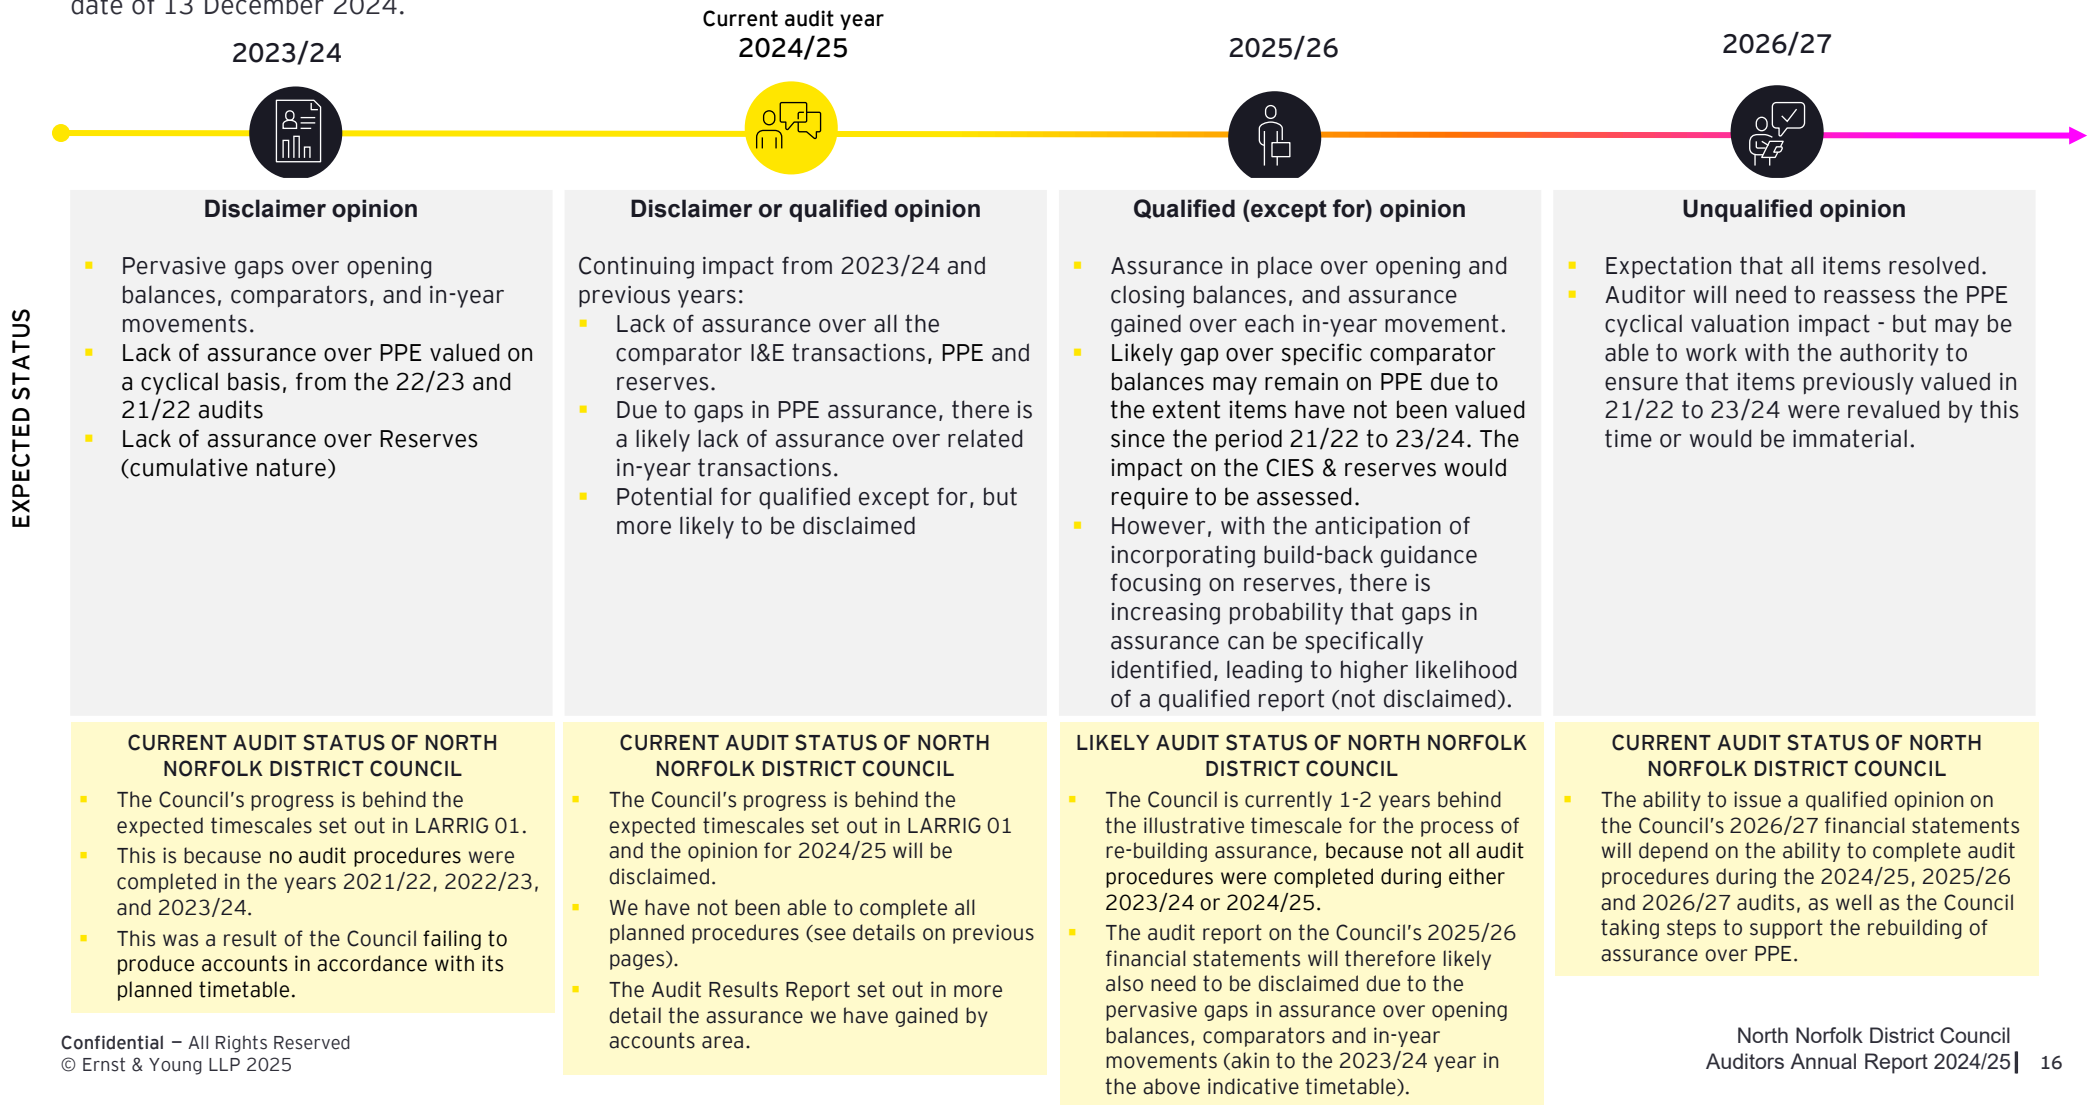 date of 13 December 2024.
2023/24
Current audit year
2024/25
2025/26
2026/27
EXPECTED STATUS
Disclaimer opinion
Pervasive gaps over opening
balances, comparators, and in-year
movements.
Lack of assurance over PPE valued on
a cyclical basis, from the 22/23 and
21/22 audits
Lack of assurance over Reserves
(cumulative nature)
Disclaimer or qualified opinion
Continuing impact from 2023/24 and
previous years:
Lack of assurance over all the
comparator I&E transactions, PPE and
reserves.
Due to gaps in PPE assurance, there is
a likely lack of assurance over related
in-year transactions.
Potential for qualified except for, but
more likely to be disclaimed
Qualified (except for) opinion
Assurance in place over opening and
closing balances, and assurance
gained over each in-year movement.
Likely gap over specific comparator
balances may remain on PPE due to
the extent items have not been valued
since the period 21/22 to 23/24. The
impact on the CIES & reserves would
require to be assessed.
However, with the anticipation of
incorporating build-back guidance
focusing on reserves, there is
increasing probability that gaps in
assurance can be specifically
identified, leading to higher likelihood
of a qualified report (not disclaimed).
Unqualified opinion
Expectation that all items resolved.
Auditor will need to reassess the PPE
cyclical valuation impact - but may be
able to work with the authority to
ensure that items previously valued in
21/22 to 23/24 were revalued by this
time or would be immaterial.
CURRENT AUDIT STATUS OF NORTH
NORFOLK DISTRICT COUNCIL
The Council's progress is behind the
expected timescales set out in LARRIG 01.
This is because no audit procedures were
completed in the years 2021/22, 2022/23,
and 2023/24.
This was a result of the Council failing to
produce accounts in accordance with its
planned timetable.
CURRENT AUDIT STATUS OF NORTH
NORFOLK DISTRICT COUNCIL
The Council's progress is behind the
expected timescales set out in LARRIG 01
and the opinion for 2024/25 will be
disclaimed.
We have not been able to complete all
planned procedures (see details on previous
pages).
The Audit Results Report set out in more
detail the assurance we have gained by
accounts area.
LIKELY AUDIT STATUS OF NORTH NORFOLK
DISTRICT COUNCIL
The Council is currently 1-2 years behind
the illustrative timescale for the process of
re-building assurance, because not all audit
procedures were completed during either
2023/24 or 2024/25.
The audit report on the Council's 2025/26
financial statements will therefore likely
also need to be disclaimed due to the
pervasive gaps in assurance over opening
balances, comparators and in-year
movements (akin to the 2023/24 year in
the above indicative timetable).
CURRENT AUDIT STATUS OF NORTH
NORFOLK DISTRICT COUNCIL
The ability to issue a qualified opinion on
the Council's 2026/27 financial statements
will depend on the ability to complete audit
procedures during the 2024/25, 2025/26
and 2026/27 audits, as well as the Council
taking steps to support the rebuilding of
assurance over PPE.
Confidential — All Rights Reserved
© Ernst & Young LLP 2025
North Norfolk District Council
Auditors Annual Report 2024/25 | 16